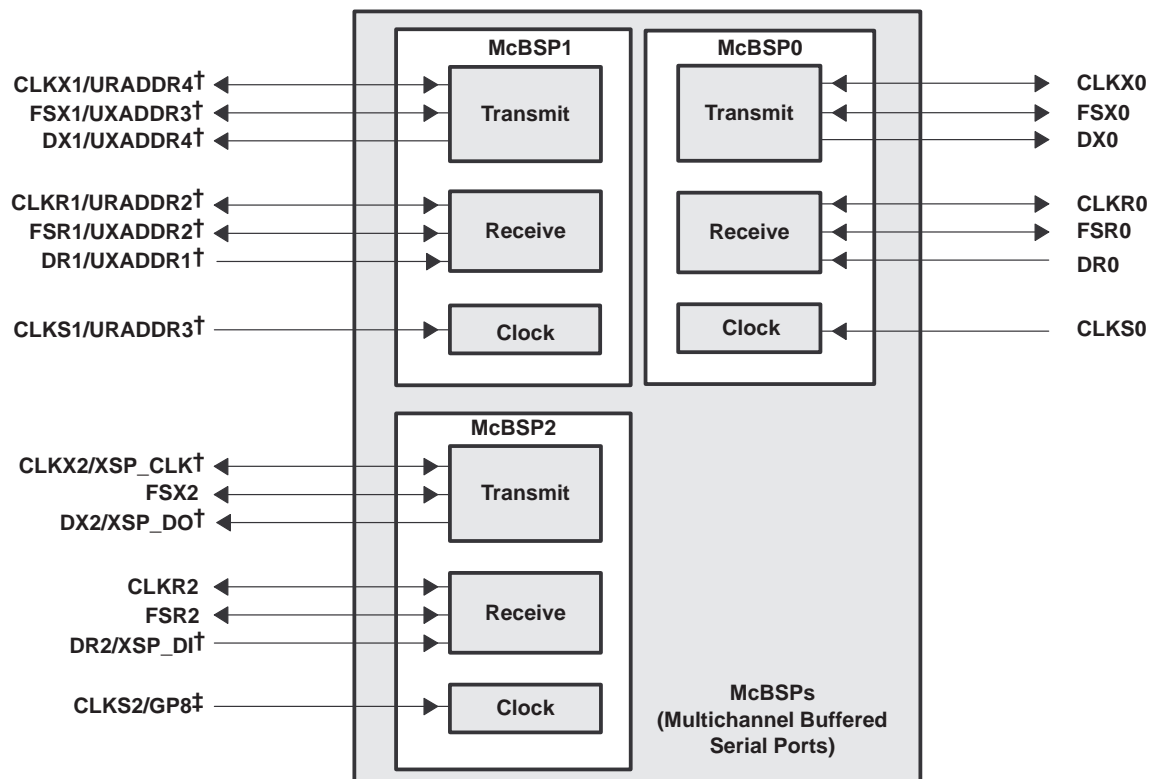 McBSP1
McBSP0
CLKX1/URADDR4†
FSX1/UXADDR3†
DX1/UXADDR4†
Transmit
Transmit
CLKX0
FSX0
DX0
CLKR1/URADDR2†
FSR1/UXADDR2†
DR1/UXADDR1†
Receive
Receive
CLKR0
FSR0
DR0
CLKS1/URADDR3†
Clock
Clock
CLKS0
McBSP2
CLKX2/XSP_CLK†
FSX2
DX2/XSP_DO†
Transmit
CLKR2
FSR2
DR2/XSP_DI†
Receive
CLKS2/GP8‡
Clock
McBSPs
(Multichannel Buffered
Serial Ports)